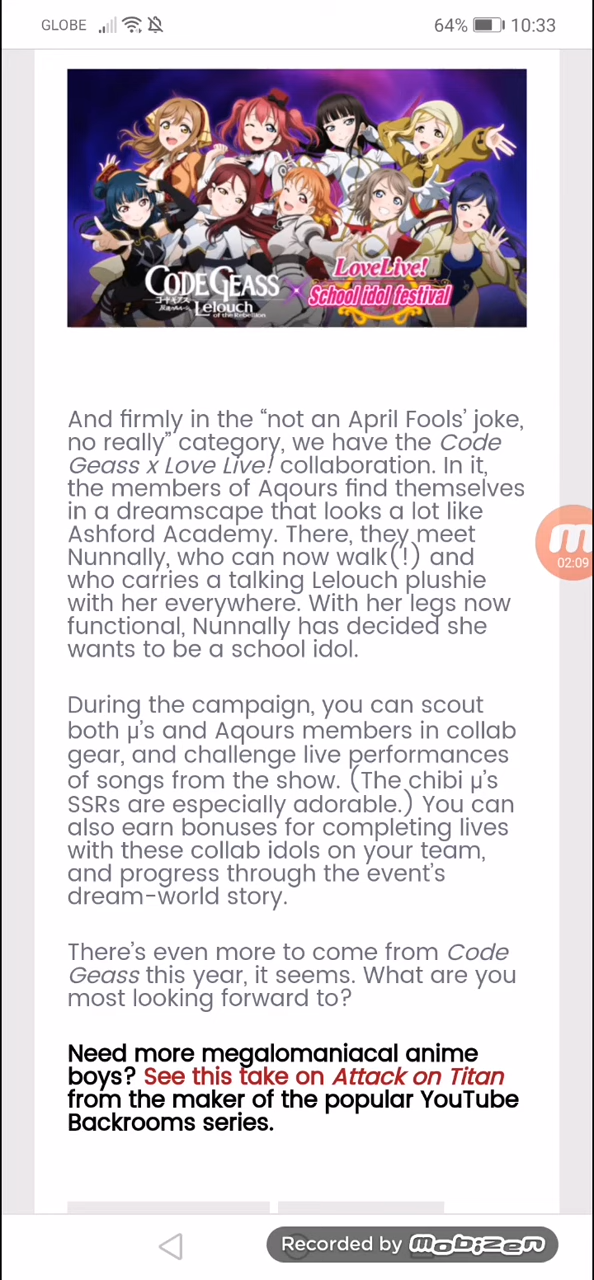 GLOBE
64% 10:33
CODE GEASS
コードギアス
Lelouch
of the Rebellion
×
LoveLive!
School idol festival
And firmly in the “not an April Fools’ joke,
no really” category, we have the Code
Geass x Love Live! collaboration. In it,
the members of Aqours find themselves
in a dreamscape that looks a lot like
Ashford Academy. There, they meet
Nunnally, who can now walk(!) and
who carries a talking Lelouch plushie
with her everywhere. With her legs now
functional, Nunnally has decided she
wants to be a school idol.
02:09
During the campaign, you can scout
both μ’s and Aqours members in collab
gear, and challenge live performances
of songs from the show. (The chibi μ’s
SSRs are especially adorable.) You can
also earn bonuses for completing lives
with these collab idols on your team,
and progress through the event’s
dream-world story.
There’s even more to come from Code
Geass this year, it seems. What are you
most looking forward to?
Need more megalomaniacal anime
boys? See this take on Attack on Titan
from the maker of the popular YouTube
Backrooms series.
Recorded by mobizen